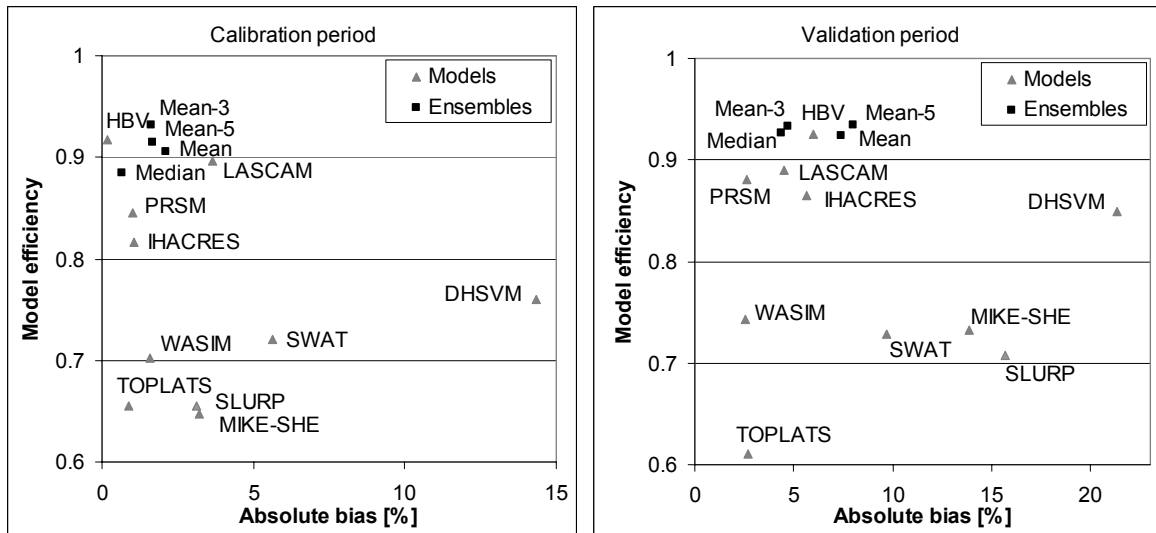 Calibration period
1
0.9
0.8
0.7
0.6
Model efficiency
Models
Ensembles
HBV
Mean-3
Mean-5
Mean
Median
LASCAM
PRSM
IHACRES
DHSVM
WASIM
SWAT
TOPLATS
SLURP
MIKE-SHE
0 5 10 15
Absolute bias [%]
Validation period
1
0.9
0.8
0.7
0.6
Model efficiency
Models
Ensembles
Mean-3
HBV
Mean-5
Median
Mean
LASCAM
PRSM
IHACRES
DHSVM
WASIM
MIKE-SHE
SWAT
SLURP
TOPLATS
0 5 10 15 20
Absolute bias [%]